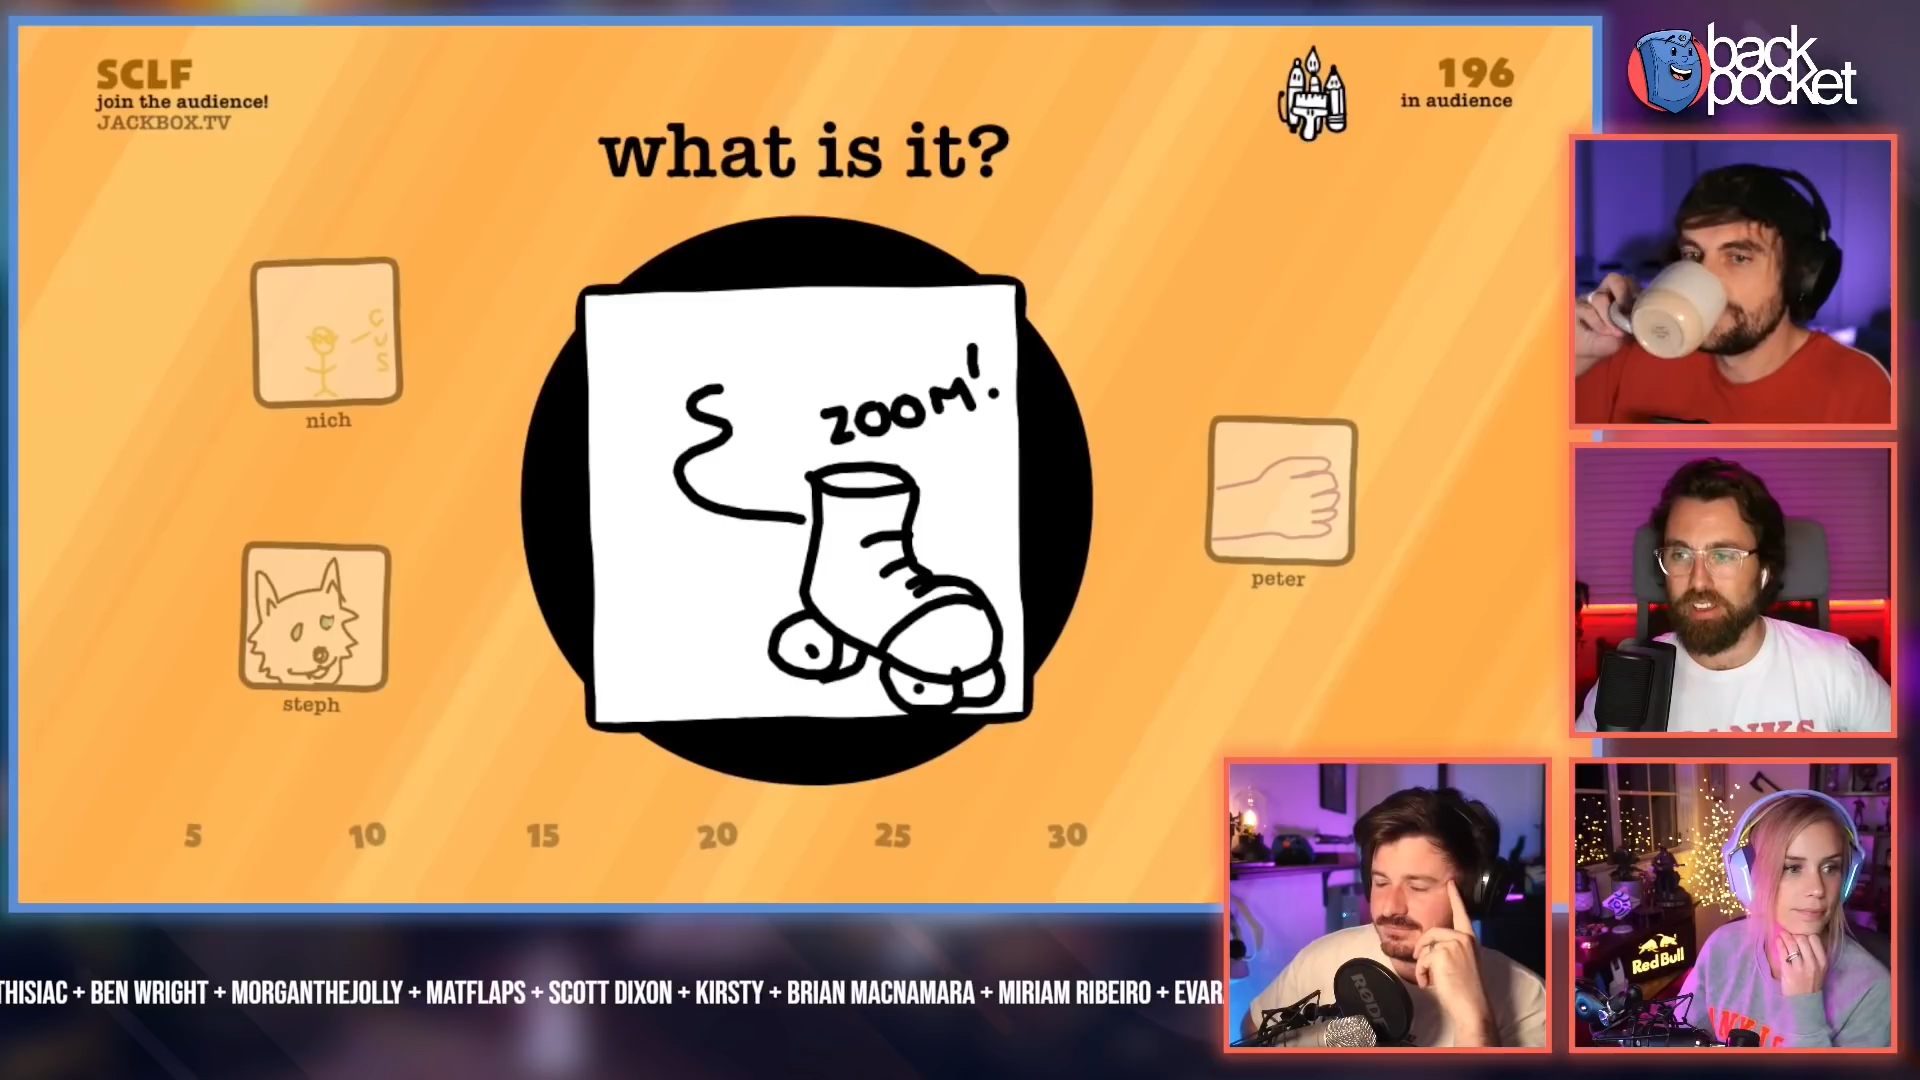 SCLF
join the audience!
JACKBOX.TV
196
in audience
back
pocket
what is it?
ZOOM!
CUS
nich
steph
peter
5 10 15 20 25 30
RØDE
Red Bull
THISIAC + BEN WRIGHT + MORGANTHEJOLLY + MATFLAPS + SCOTT DIXON + KIRSTY + BRIAN MACNAMARA + MIRIAM RIBEIRO + EVAR